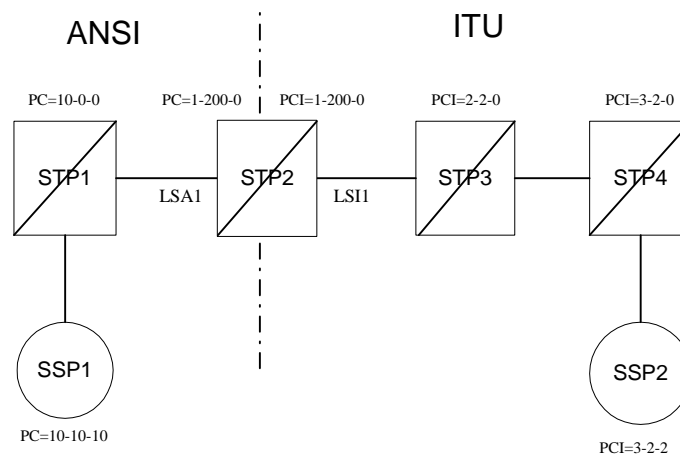 ANSI
ITU
PC=10-0-0
PC=1-200-0
PCI=1-200-0
PCI=2-2-0
PCI=3-2-0
STP1
STP2
STP3
STP4
LSA1
LSI1
SSP1
SSP2
PC=10-10-10
PCI=3-2-2